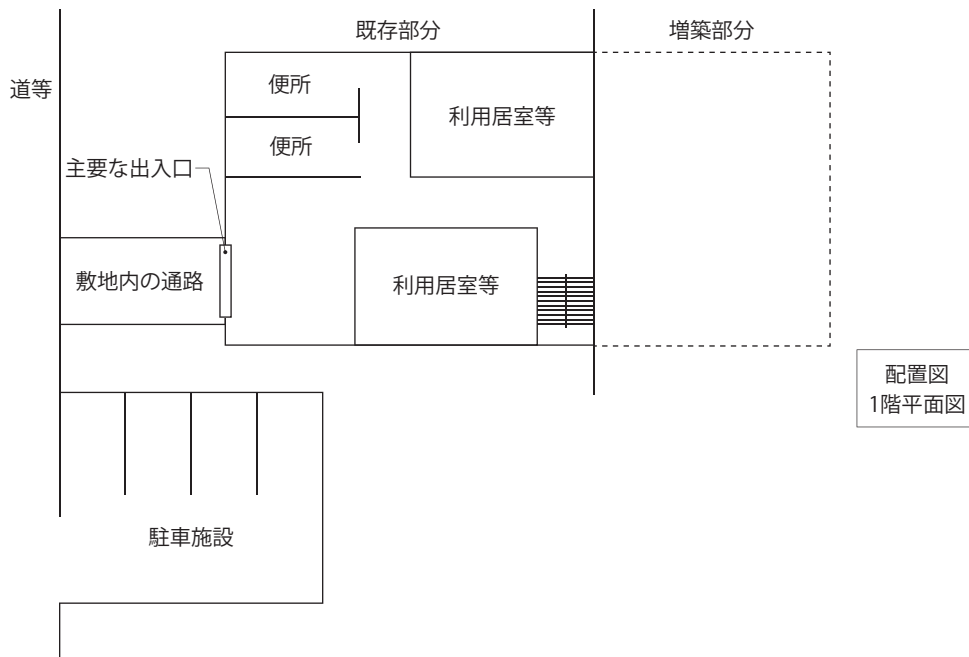 既存部分
増築部分
道等
便所
利用居室等
便所
主要な出入口
敷地内の通路
利用居室等
配置図
1階平面図
駐車施設